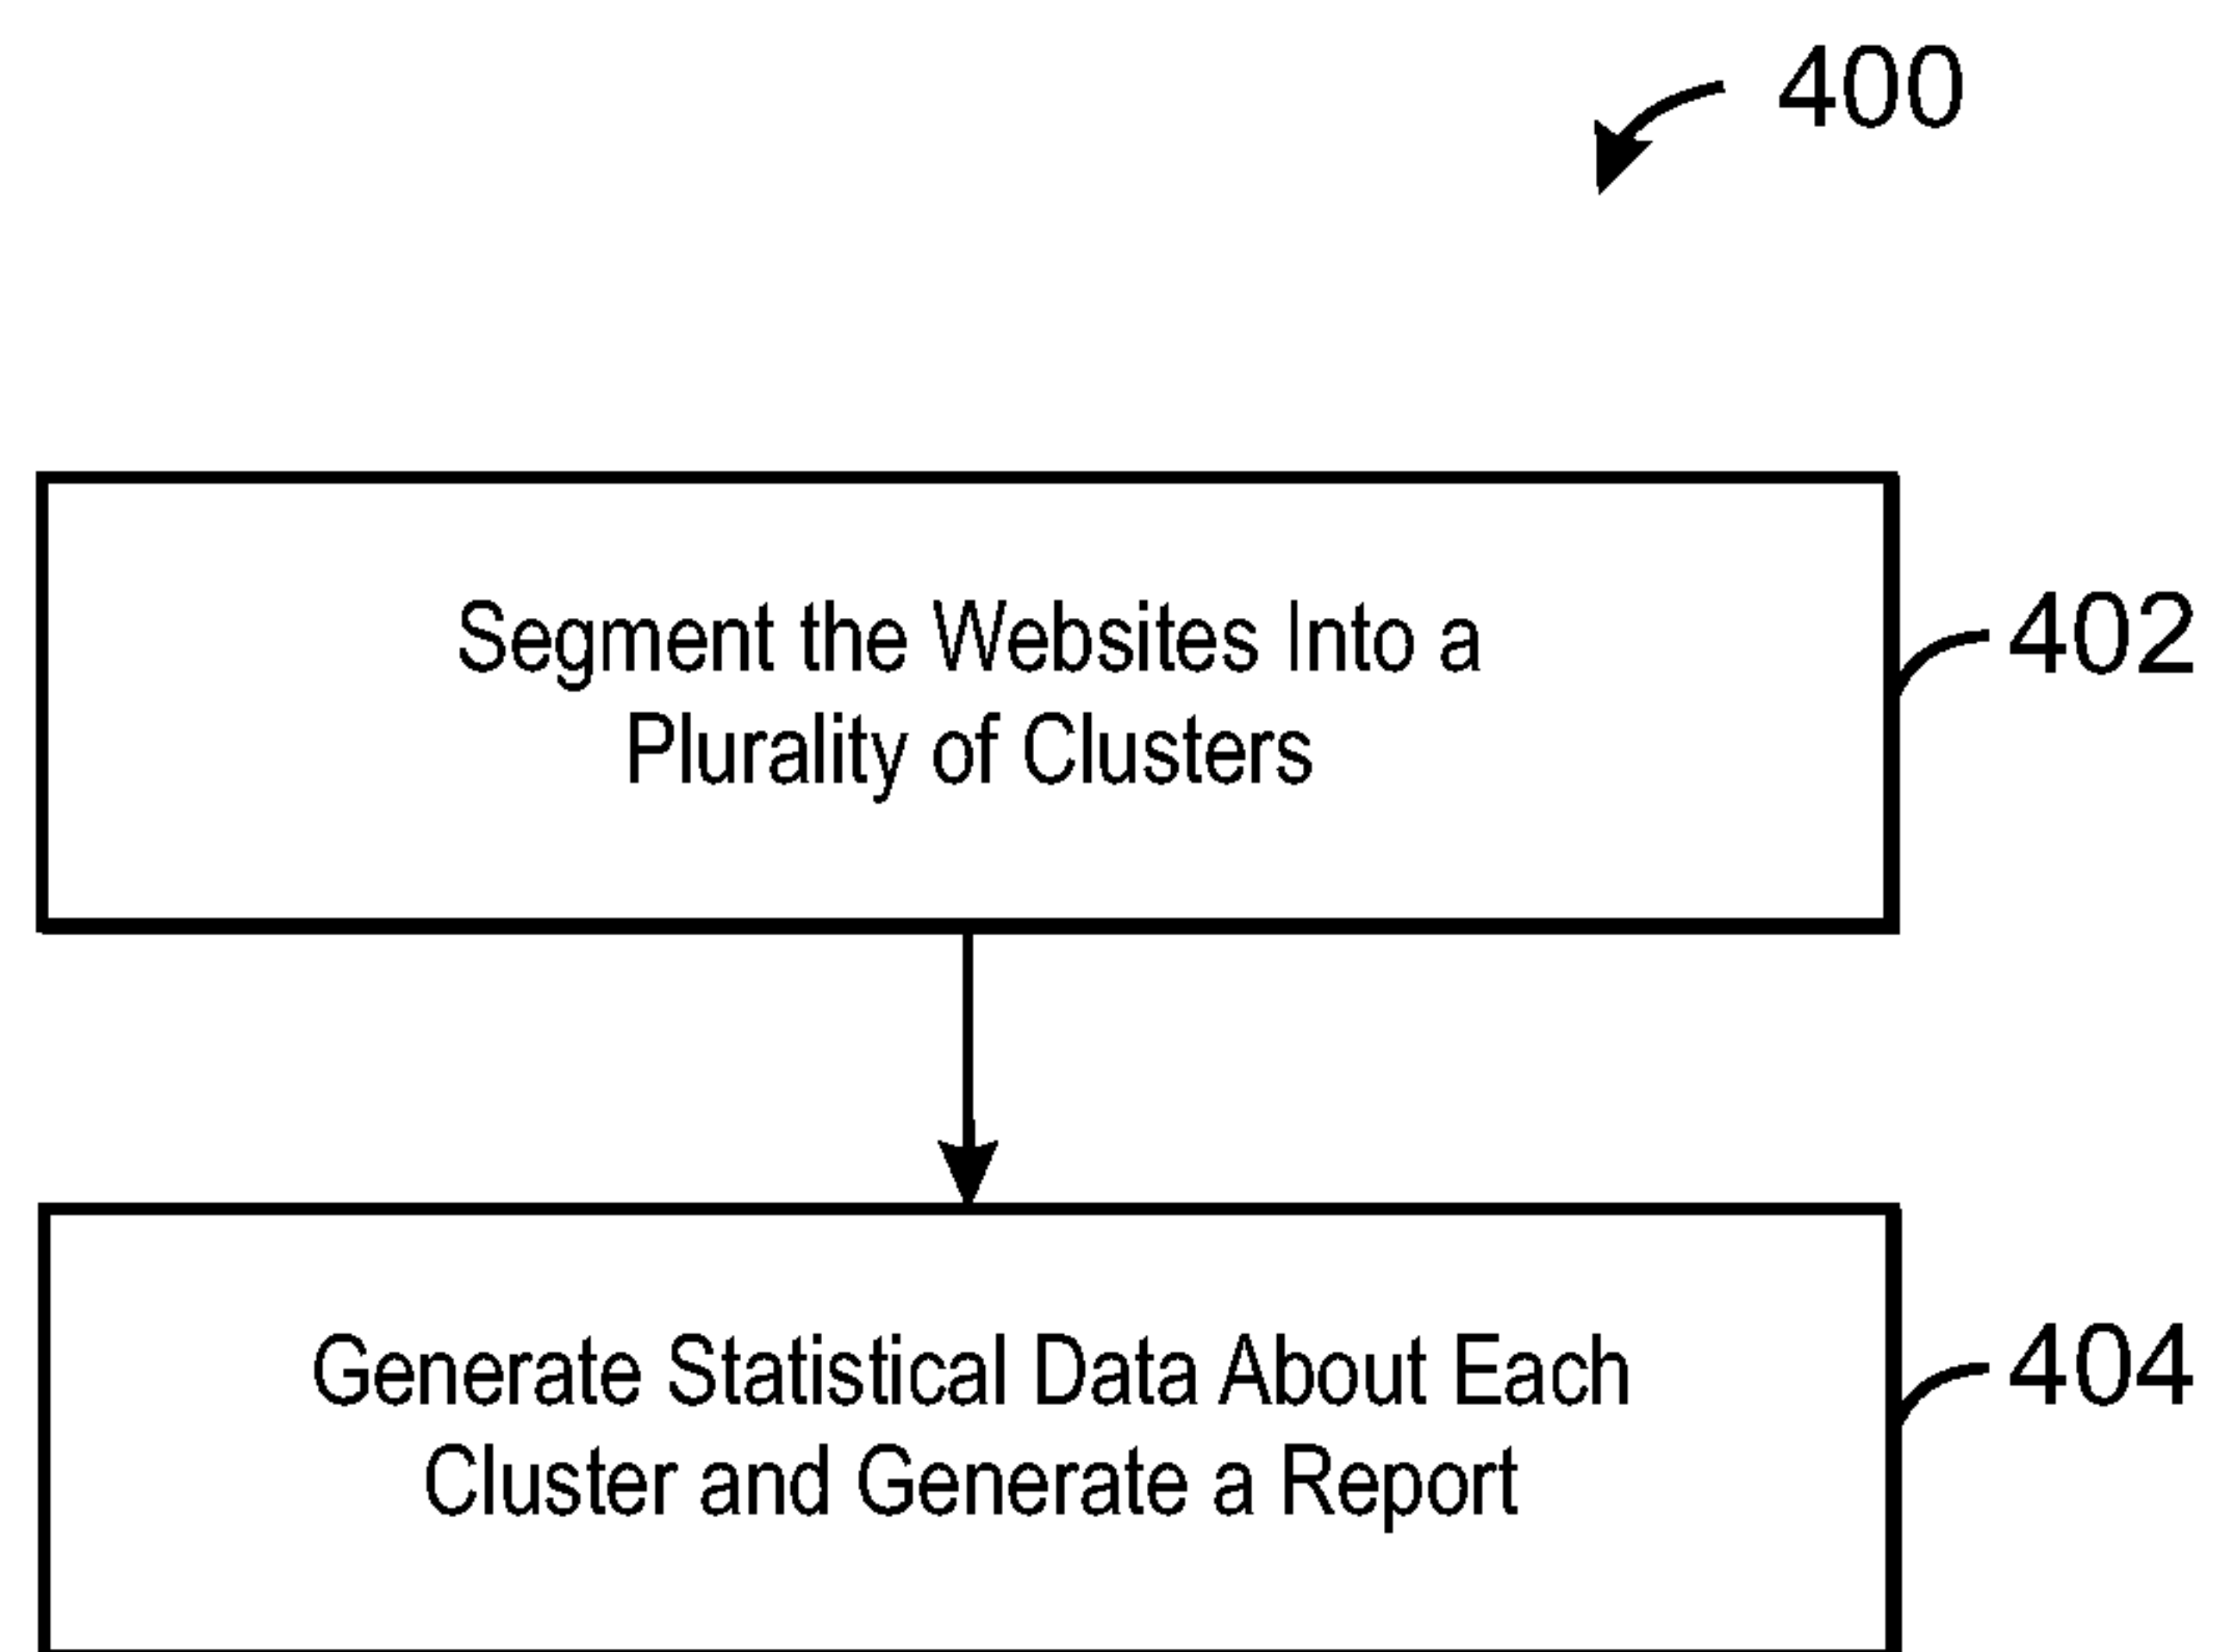 400
Segment the Websites Into a
Plurality of Clusters
402
Generate Statistical Data About Each
Cluster and Generate a Report
404